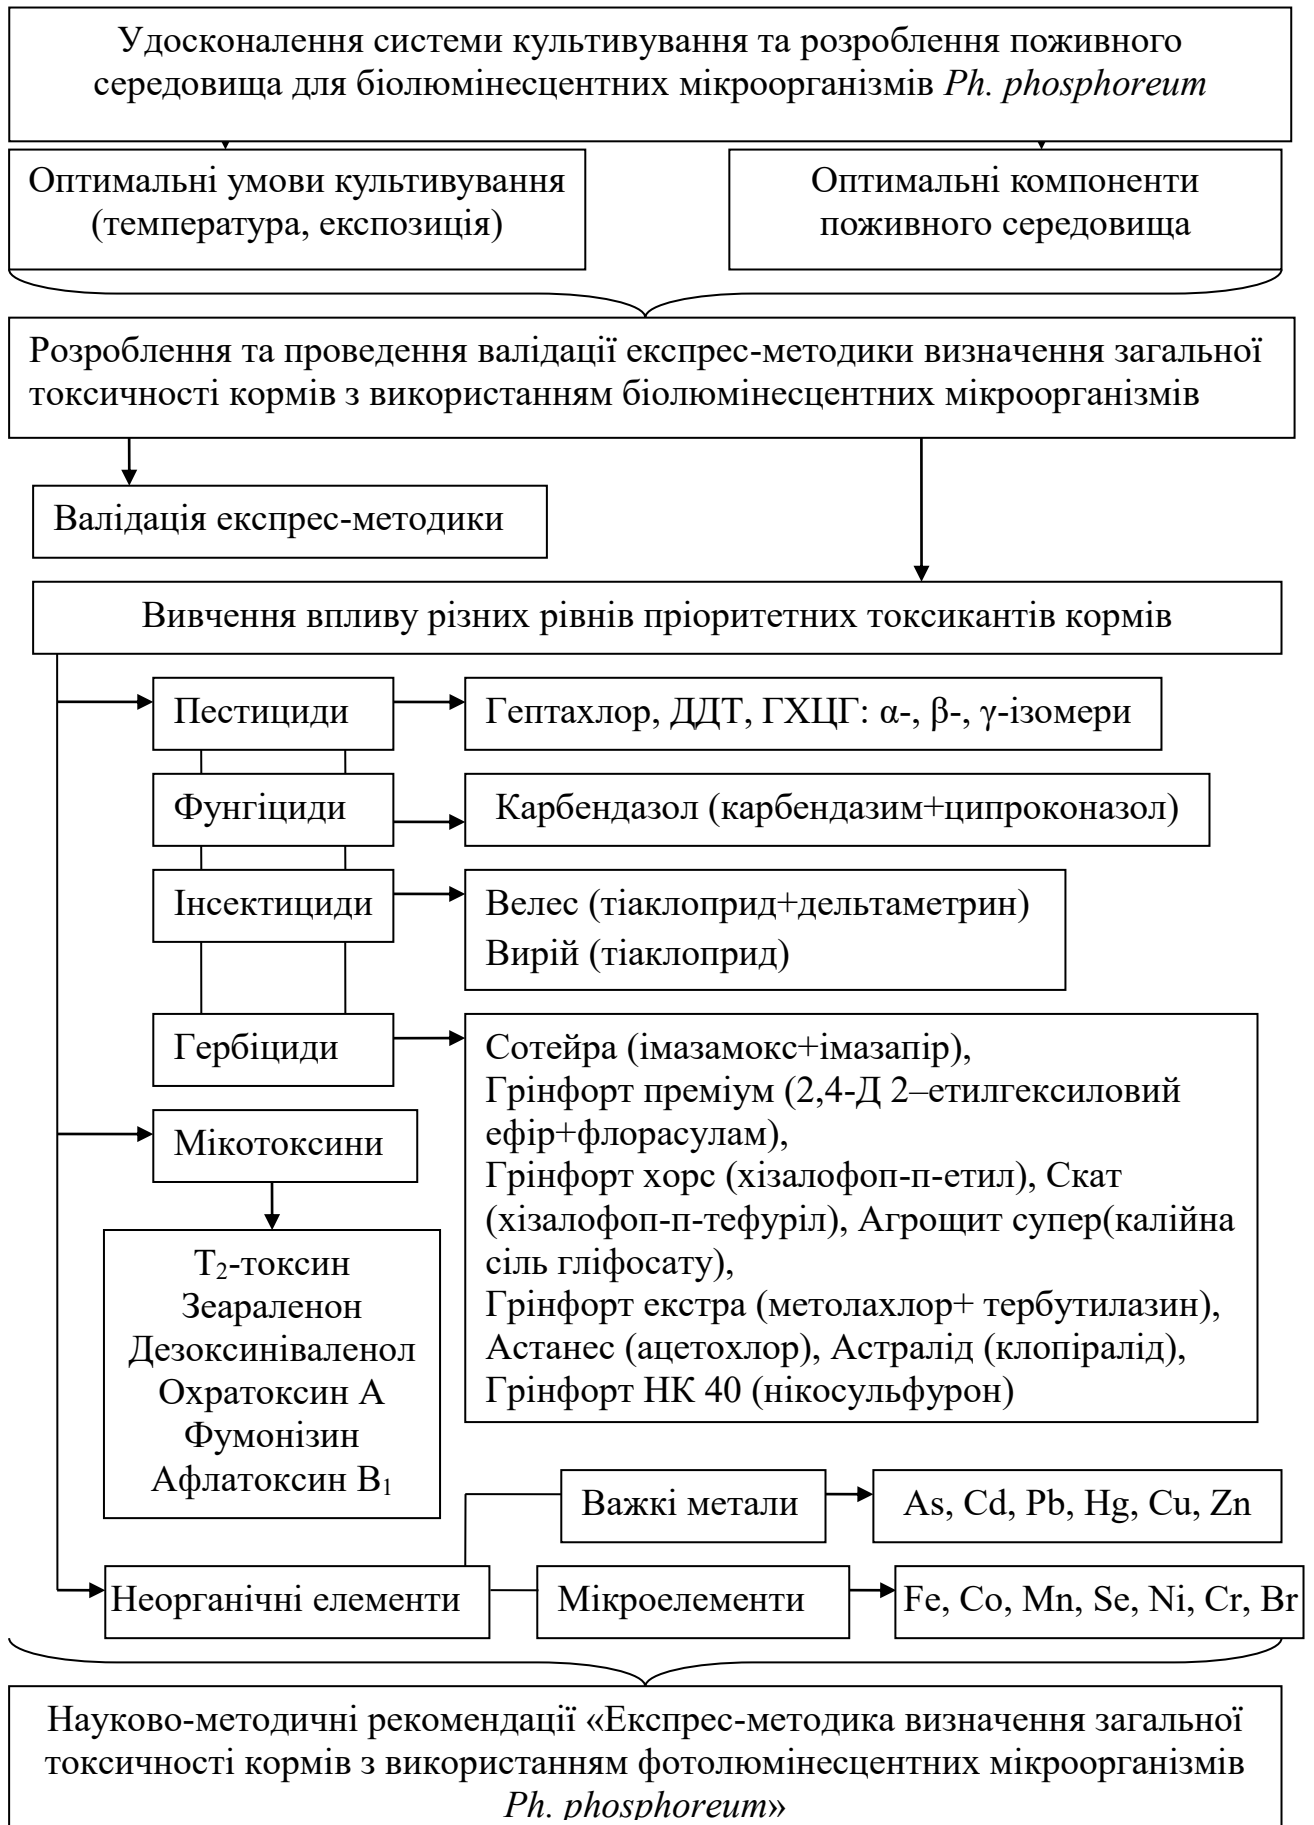 Удосконалення системи культивування та розроблення поживного
середовища для біолюмінесцентних мікроорганізмів Ph. phosphoreum
Оптимальні умови культивування
(температура, експозиція)
Оптимальні компоненти
поживного середовища
Розроблення та проведення валідації експрес-методики визначення загальної
токсичності кормів з використанням біолюмінесцентних мікроорганізмів
Валідація експрес-методики
Вивчення впливу різних рівнів пріоритетних токсикантів кормів
Пестициди
Гептахлор, ДДТ, ГХЦГ: α-, β-, γ-ізомери
Фунгіциди
Карбендазол (карбендазим+ципроконазол)
Інсектициди
Велес (тіаклоприд+дельтаметрин)
Вирій (тіаклоприд)
Гербіциди
Сотейра (імазамокс+імазапір),
Грінфорт преміум (2,4-Д 2–етилгексиловий
ефір+флорасулам),
Грінфорт хорс (хізалофоп-п-етил), Скат
(хізалофоп-п-тефуріл), Агрощит супер(калійна
сіль гліфосату),
Грінфорт екстра (метолахлор+ тербутилазин),
Астанес (ацетохлор), Астралід (клопіралід),
Грінфорт НК 40 (нікосульфурон)
Мікотоксини
Т₂-токсин
Зеараленон
Дезоксиніваленол
Охратоксин А
Фумонізин
Афлатоксин В₁
Важкі метали
As, Cd, Pb, Hg, Cu, Zn
Неорганічні елементи
Мікроелементи
Fe, Co, Mn, Se, Ni, Cr, Br
Науково-методичні рекомендації «Експрес-методика визначення загальної
токсичності кормів з використанням фотолюмінесцентних мікроорганізмів
Ph. phosphoreum»